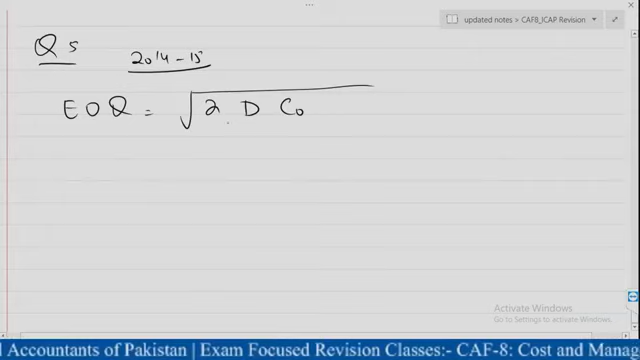 updated notes > CAF8_ICAP Revision
Q 5
2014-15
EOQ = √2 D Co
Activate Windows
Go to Settings to activate Windows.
l Accountants of Pakistan | Exam Focused Revision Classes:- CAF-8: Cost and Manag